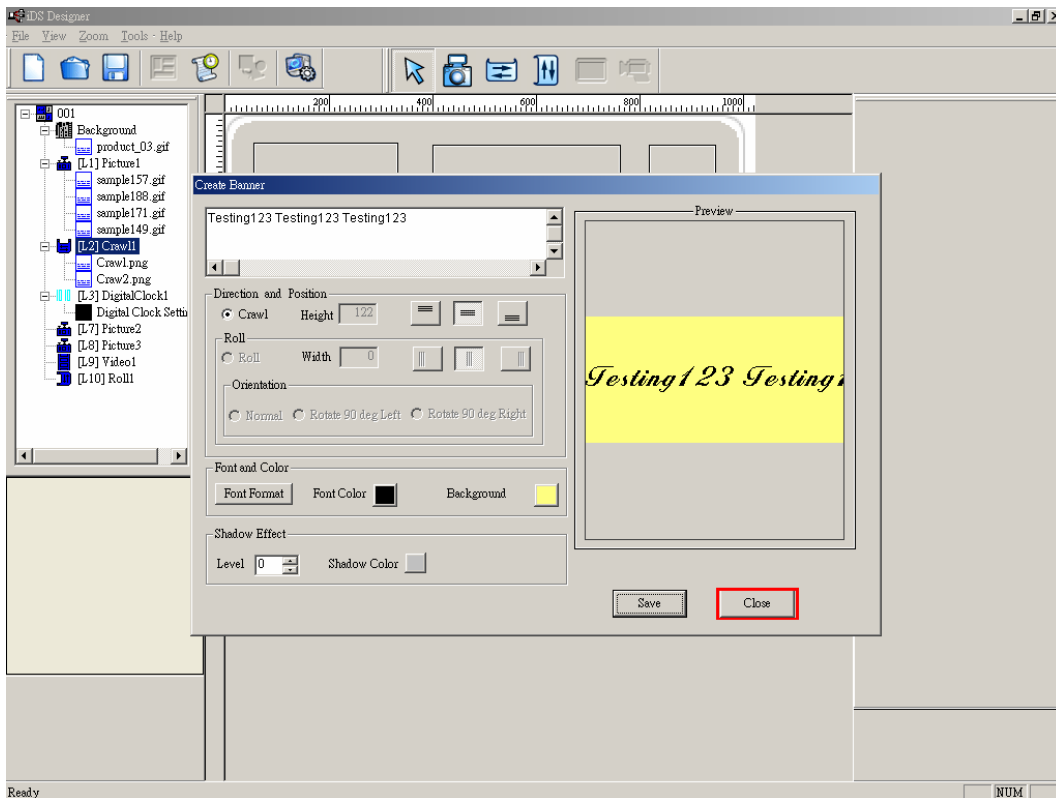 iDS Designer
File View Zoom Tools Help
200 400 600 800 1000
001
Background
product_03.gif
[L1] Picture1
sample157.gif
sample188.gif
sample171.gif
sample149.gif
[L2] Crawl1
Crawl.png
Craw2.png
[L3] DigitalClock1
Digital Clock Settin
[L7] Picture2
[L8] Picture3
[L9] Video1
[L10] Roll1
Create Banner
Testing123 Testing123 Testing123
Direction and Position
Crawl Height 122
Roll
Roll Width 0
Orientation
Normal Rotate 90 deg Left Rotate 90 deg Right
Font and Color
Font Format Font Color Background
Shadow Effect
Level 0 Shadow Color
Preview
Testing123 Testing1
Save Close
Ready NUM